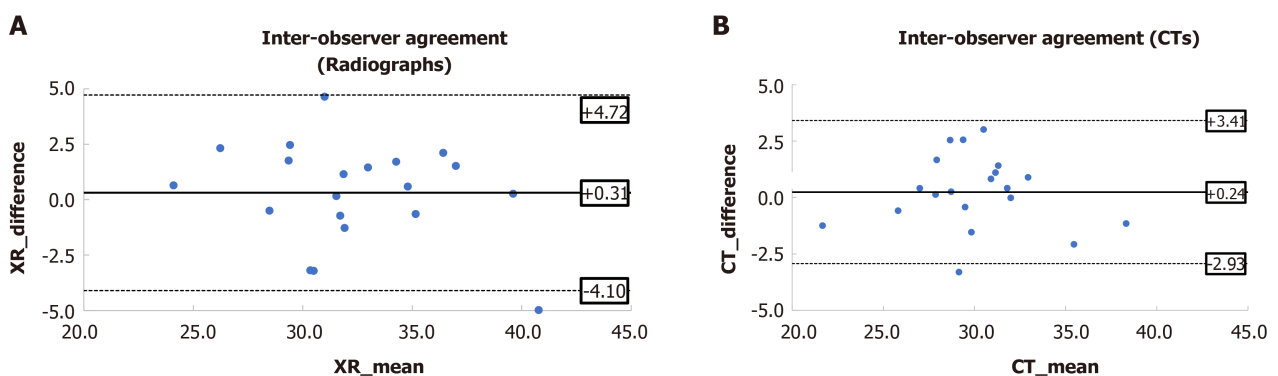 A
Inter-observer agreement
(Radiographs)
5.0
2.5
0.0
-2.5
-5.0
XR_difference
+4.72
+0.31
-4.10
20.0 25.0 30.0 35.0 40.0 45.0
XR_mean
B
Inter-observer agreement (CTs)
5.0
2.5
0.0
-2.5
-5.0
CT_difference
+3.41
+0.24
-2.93
20.0 25.0 30.0 35.0 40.0 45.0
CT_mean